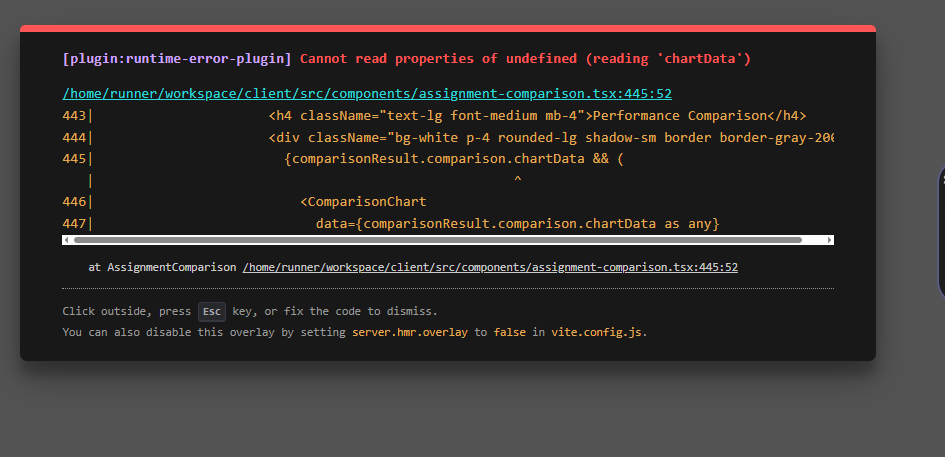 [plugin:runtime-error-plugin] Cannot read properties of undefined (reading 'chartData')
/home/runner/workspace/client/src/components/assignment-comparison.tsx:445:52
443|                      <h4 className="text-lg font-medium mb-4">Performance Comparison</h4>
444|                      <div className="bg-white p-4 rounded-lg shadow-sm border border-gray-200
445|                        {comparisonResult.comparison.chartData && (
   |                                                     ^
446|                          <ComparisonChart
447|                            data={comparisonResult.comparison.chartData as any}
at AssignmentComparison /home/runner/workspace/client/src/components/assignment-comparison.tsx:445:52
Click outside, press Esc key, or fix the code to dismiss.
You can also disable this overlay by setting server.hmr.overlay to false in vite.config.js.